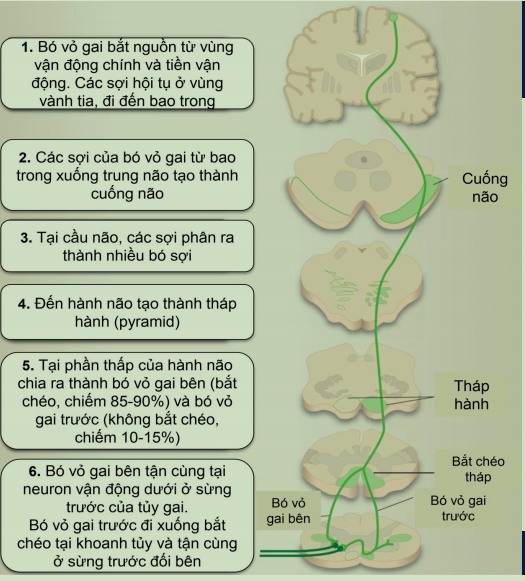 1. Bó vỏ gai bắt nguồn từ vùng
vận động chính và tiền vận
động. Các sợi hội tụ ở vùng
vành tia, đi đến bao trong
2. Các sợi của bó vỏ gai từ bao
trong xuống trung não tạo thành
cuống não
Cuống
não
3. Tại cầu não, các sợi phân ra
thành nhiều bó sợi
4. Đến hành não tạo thành tháp
hành (pyramid)
5. Tại phần thấp của hành não
chia ra thành bó vỏ gai bên (bắt
chéo, chiếm 85-90%) và bó vỏ
gai trước (không bắt chéo,
chiếm 10-15%)
Tháp
hành
6. Bó vỏ gai bên tận cùng tại
neuron vận động dưới ở sừng
trước của tủy gai.
Bó vỏ gai trước đi xuống bắt
chéo tại khoanh tủy và tận cùng
ở sừng trước đối bên
Bắt chéo
tháp
Bó vỏ
gai bên
Bó vỏ gai
trước